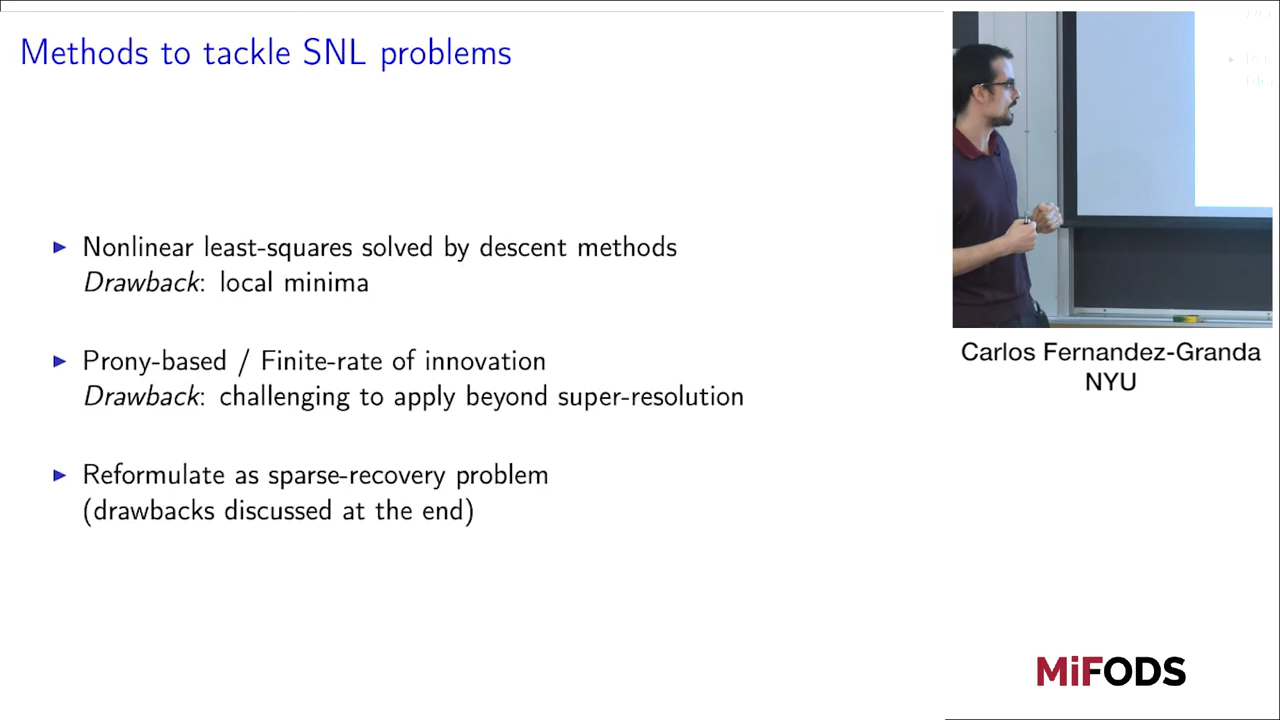 Methods to tackle SNL problems
▶ Nonlinear least-squares solved by descent methods
Drawback: local minima
▶ Prony-based / Finite-rate of innovation
Drawback: challenging to apply beyond super-resolution
▶ Reformulate as sparse-recovery problem
(drawbacks discussed at the end)
Carlos Fernandez-Granda
NYU
MiFODS